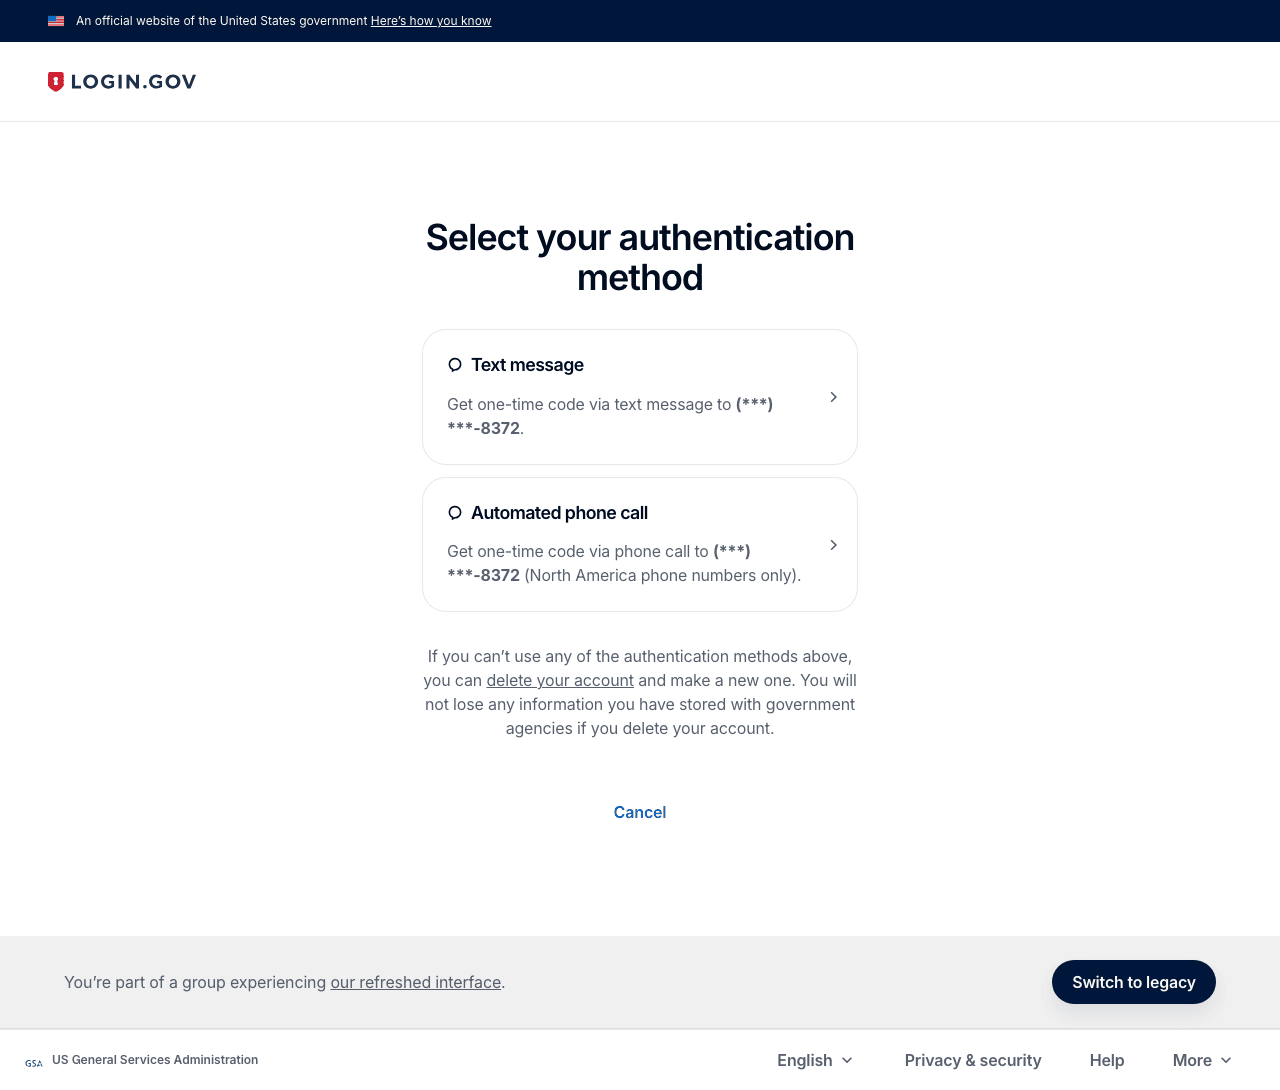 An official website of the United States government Here’s how you know
LOGIN.GOV
Select your authentication
method
Text message
Get one-time code via text message to (***)
***-8372.
Automated phone call
Get one-time code via phone call to (***)
***-8372 (North America phone numbers only).
If you can’t use any of the authentication methods above,
you can delete your account and make a new one. You will
not lose any information you have stored with government
agencies if you delete your account.
Cancel
You’re part of a group experiencing our refreshed interface.
Switch to legacy
GSA US General Services Administration
English
Privacy & security
Help
More